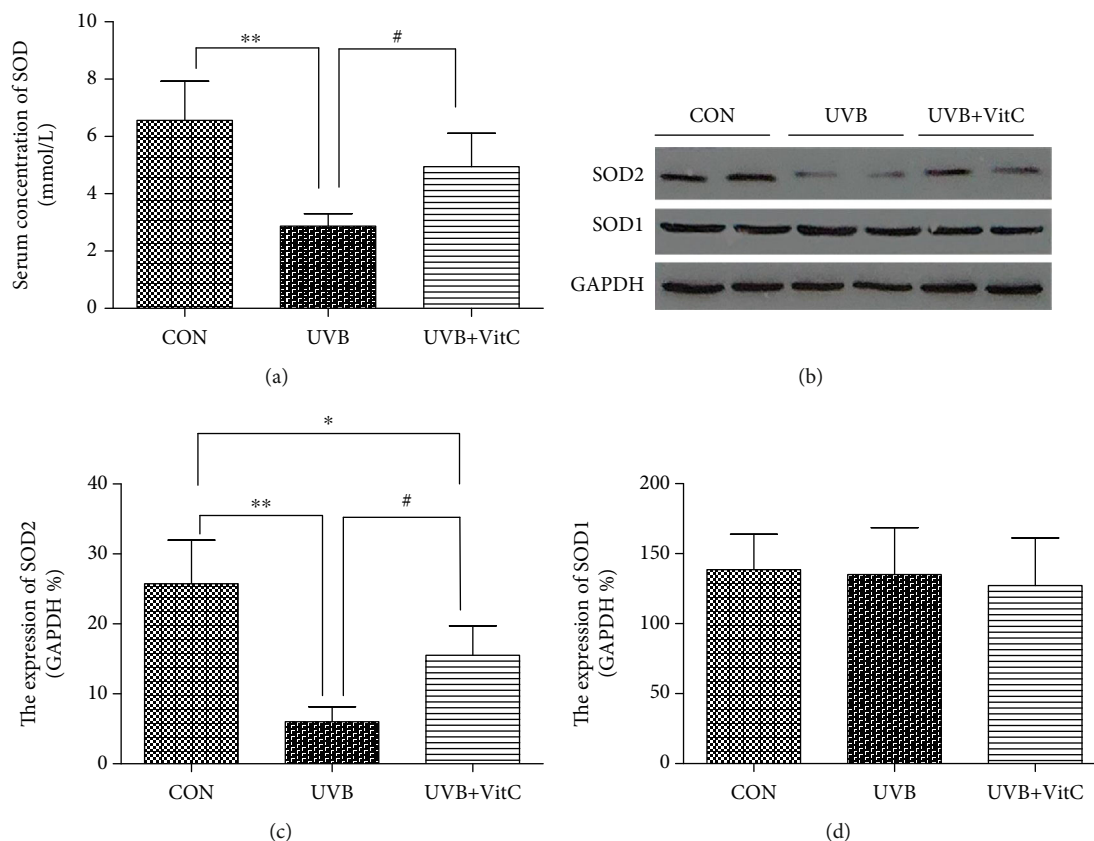 10
8
6
4
2
0
Serum concentration of SOD
(mmol/L)
**
#
CON
UVB
UVB+VitC
(a)
CON
UVB
UVB+VitC
SOD2
SOD1
GAPDH
(b)
40
30
20
10
0
The expression of SOD2
(GAPDH %)
*
**
#
CON
UVB
UVB+VitC
(c)
200
150
100
50
0
The expression of SOD1
(GAPDH %)
CON
UVB
UVB+VitC
(d)